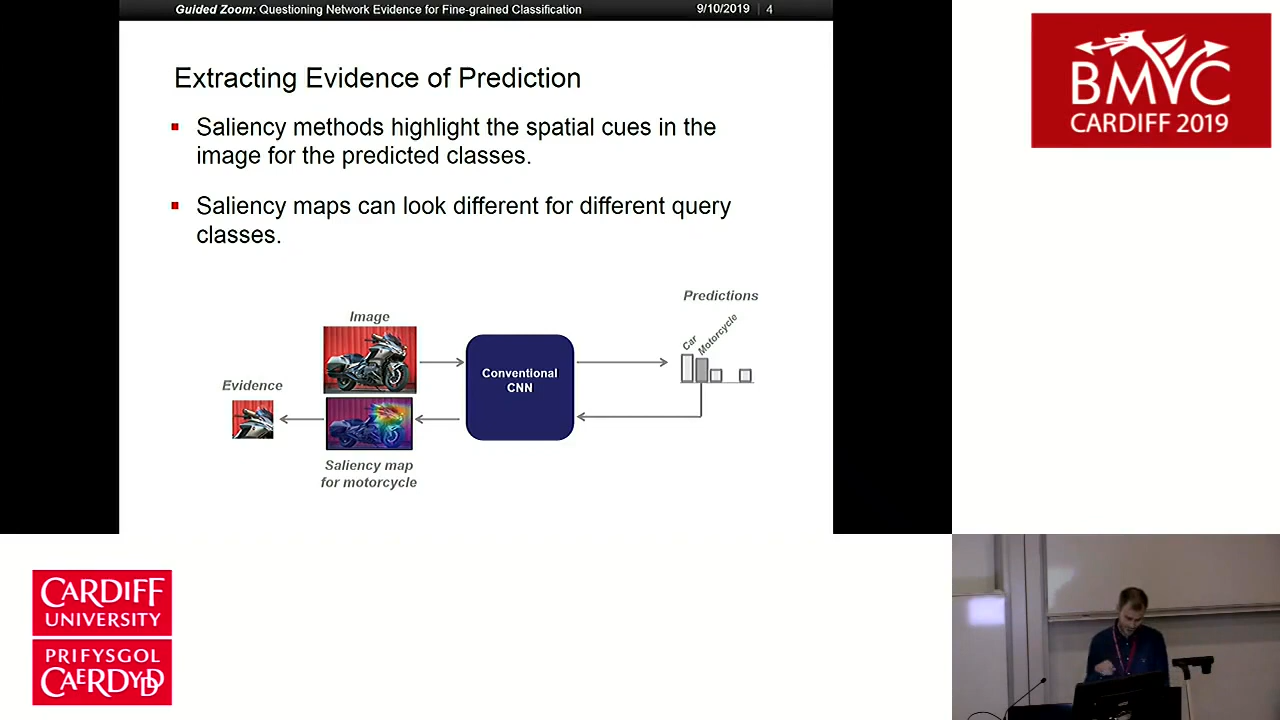 Guided Zoom: Questioning Network Evidence for Fine-grained Classification
9/10/2019 | 4
Extracting Evidence of Prediction
Saliency methods highlight the spatial cues in the
image for the predicted classes.
Saliency maps can look different for different query
classes.
Predictions
Image
Car
Motorcycle
Conventional
CNN
Evidence
Saliency map
for motorcycle
BMVC
CARDIFF 2019
CARDIFF
UNIVERSITY
PRIFYSGOL
CAERDYDD